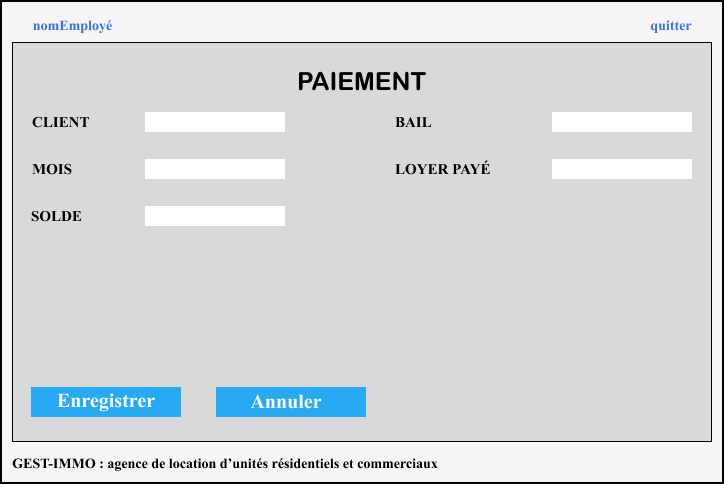 nomEmployé quitter
PAIEMENT
CLIENT BAIL
MOIS LOYER PAYÉ
SOLDE
Enregistrer Annuler
GEST-IMMO : agence de location d’unités résidentiels et commerciaux